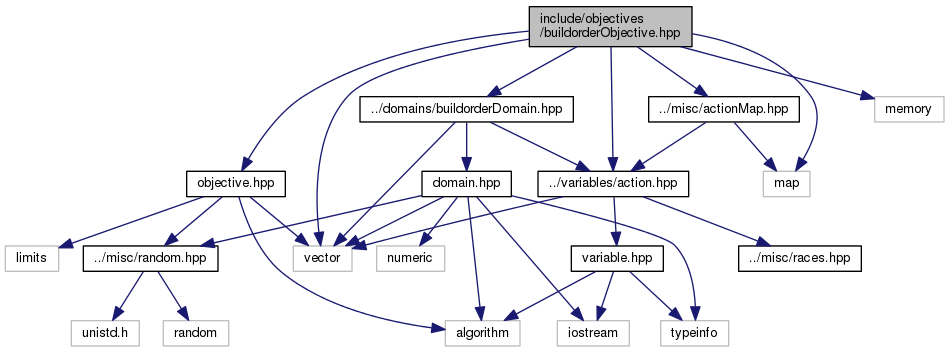 include/objectives
/buildorderObjective.hpp
../domains/buildorderDomain.hpp
../misc/actionMap.hpp
memory
objective.hpp
domain.hpp
../variables/action.hpp
map
limits
../misc/random.hpp
vector
numeric
variable.hpp
../misc/races.hpp
unistd.h
random
algorithm
iostream
typeinfo